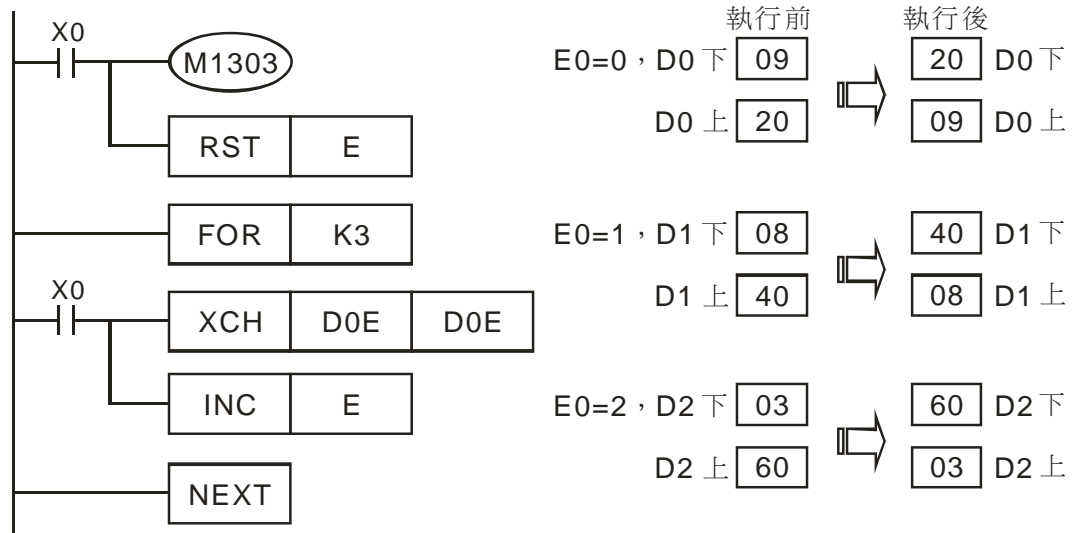 X0
M1303
RST E
FOR K3
X0
XCH D0E D0E
INC E
NEXT
執行前 執行後
E0=0，D0下 09 20 D0下
D0上 20 09 D0上
E0=1，D1下 08 40 D1下
D1上 40 08 D1上
E0=2，D2下 03 60 D2下
D2上 60 03 D2上